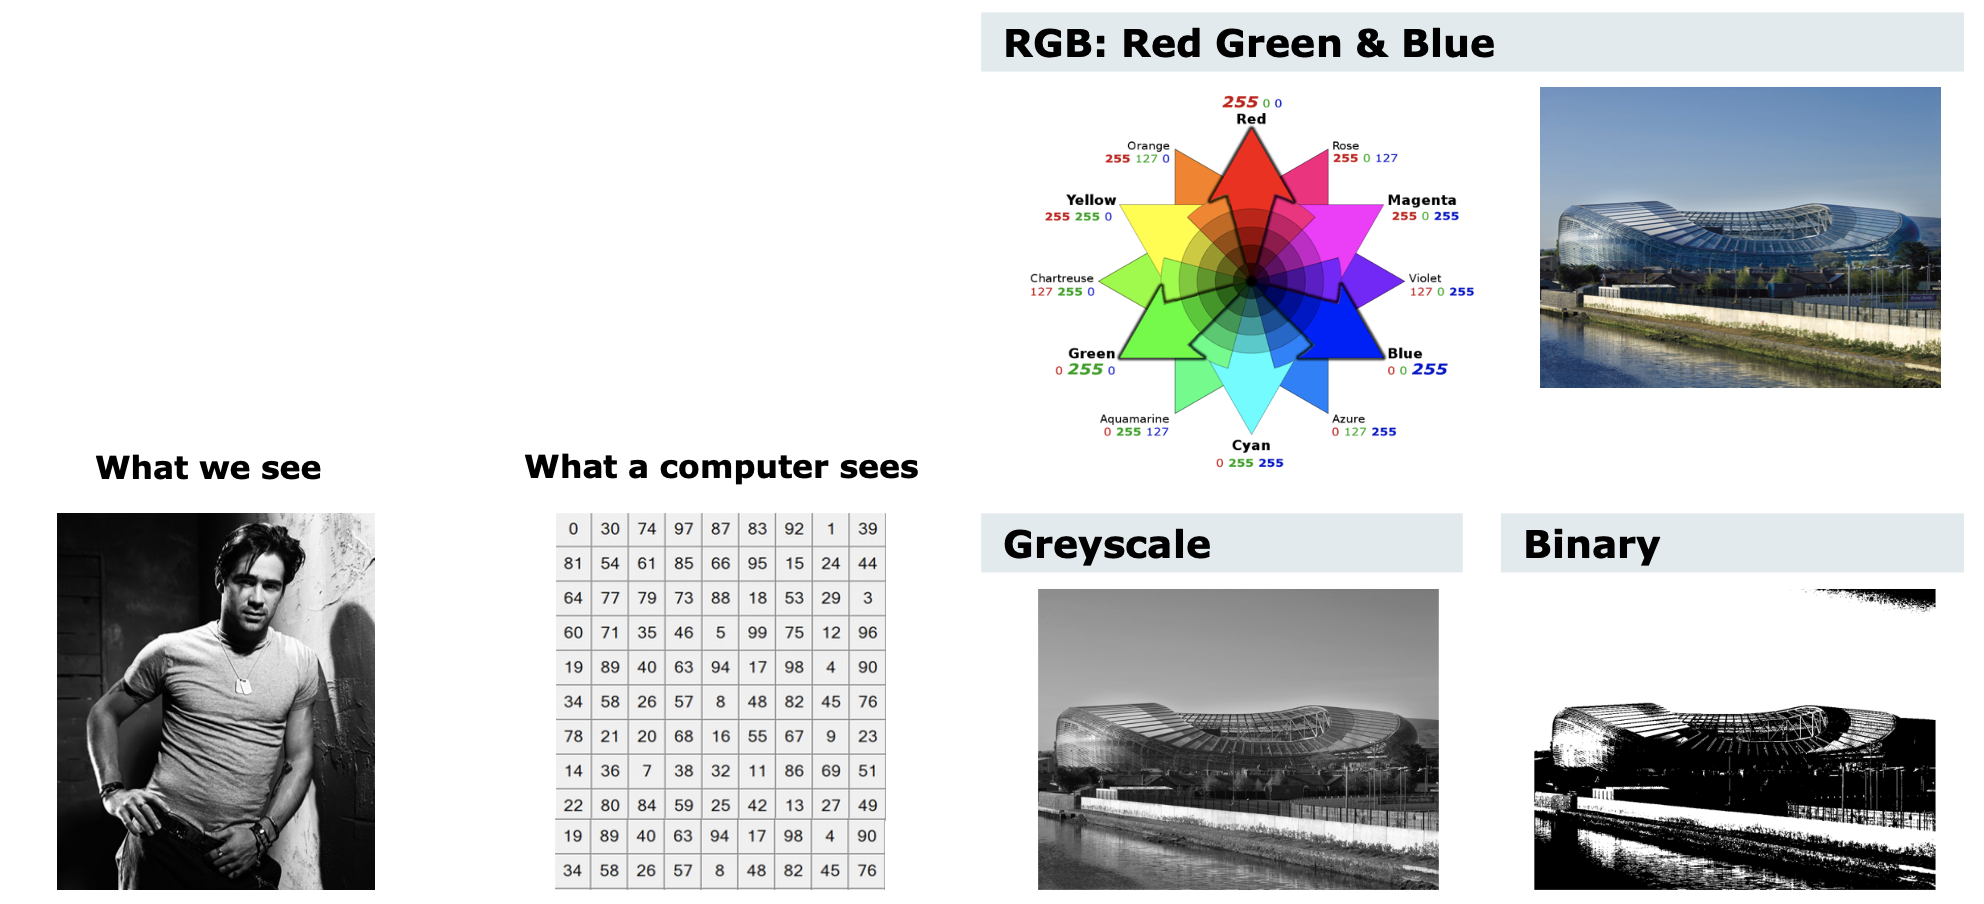 What we see
What a computer sees
0 30 74 97 87 83 92 1 39
81 54 61 85 66 95 15 24 44
64 77 79 73 88 18 53 29 3
60 71 35 46 5 99 75 12 96
19 89 40 63 94 17 98 4 90
34 58 26 57 8 48 82 45 76
78 21 20 68 16 55 67 9 23
14 36 7 38 32 11 86 69 51
22 80 84 59 25 42 13 27 49
19 89 40 63 94 17 98 4 90
34 58 26 57 8 48 82 45 76
RGB: Red Green & Blue
255 0 0
Red
Orange
255 127 0
Rose
255 0 127
Yellow
255 255 0
Magenta
255 0 255
Chartreuse
127 255 0
Violet
127 0 255
Green
0 255 0
Blue
0 0 255
Aquamarine
0 255 127
Azure
0 127 255
Cyan
0 255 255
Greyscale
Binary